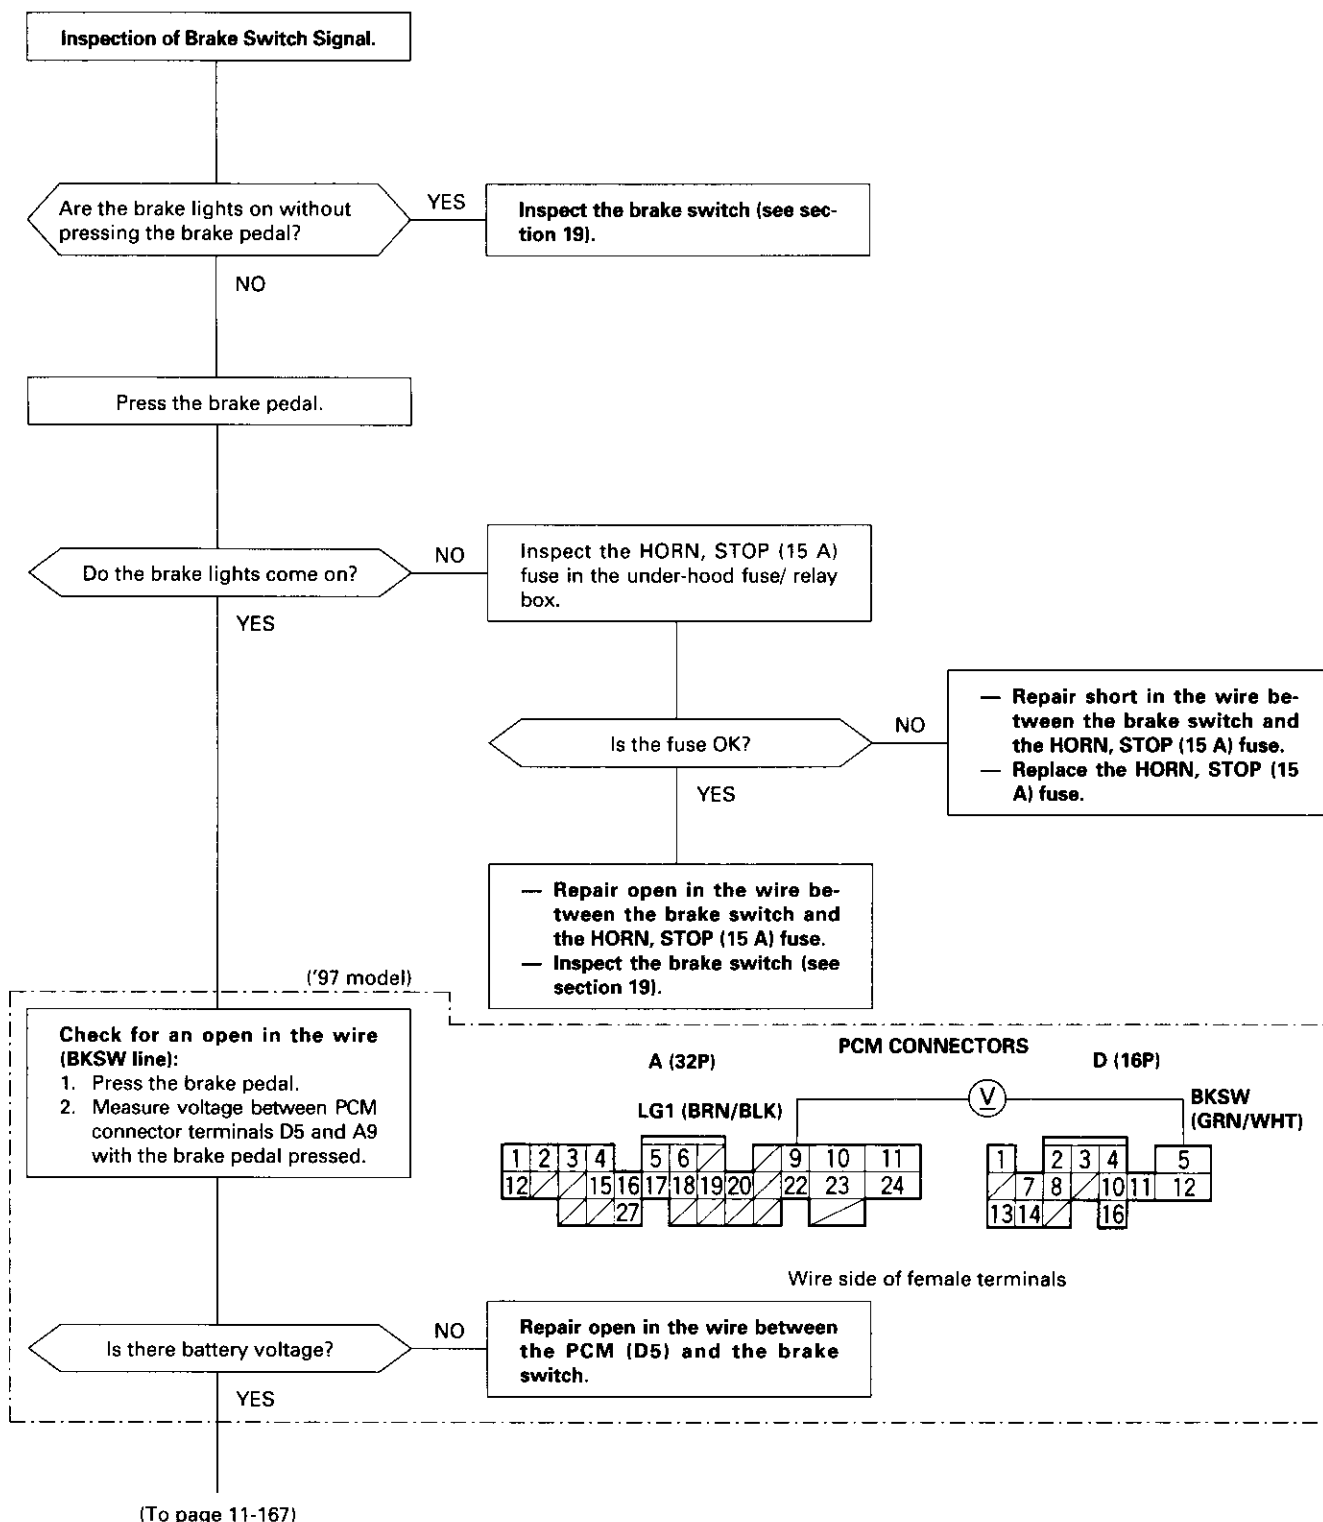 Inspection of Brake Switch Signal.
Are the brake lights on without
pressing the brake pedal?
YES
Inspect the brake switch (see sec-
tion 19).
NO
Press the brake pedal.
Do the brake lights come on?
NO
Inspect the HORN, STOP (15 A)
fuse in the under-hood fuse/ relay
box.
YES
Is the fuse OK?
NO
— Repair short in the wire be-
tween the brake switch and
the HORN, STOP (15 A) fuse.
— Replace the HORN, STOP (15
A) fuse.
YES
— Repair open in the wire be-
tween the brake switch and
the HORN, STOP (15 A) fuse.
— Inspect the brake switch (see
section 19).
('97 model)
Check for an open in the wire
(BKSW line):
1. Press the brake pedal.
2. Measure voltage between PCM
connector terminals D5 and A9
with the brake pedal pressed.
PCM CONNECTORS
A (32P)
D (16P)
LG1 (BRN/BLK)
V
BKSW
(GRN/WHT)
1 2 3 4 5 6 9 10 11
12 15 16 17 18 19 20 22 23 24
27
1 2 3 4 5
7 8 10 11 12
13 14 16
Wire side of female terminals
Is there battery voltage?
NO
Repair open in the wire between
the PCM (D5) and the brake
switch.
YES
(To page 11-167)